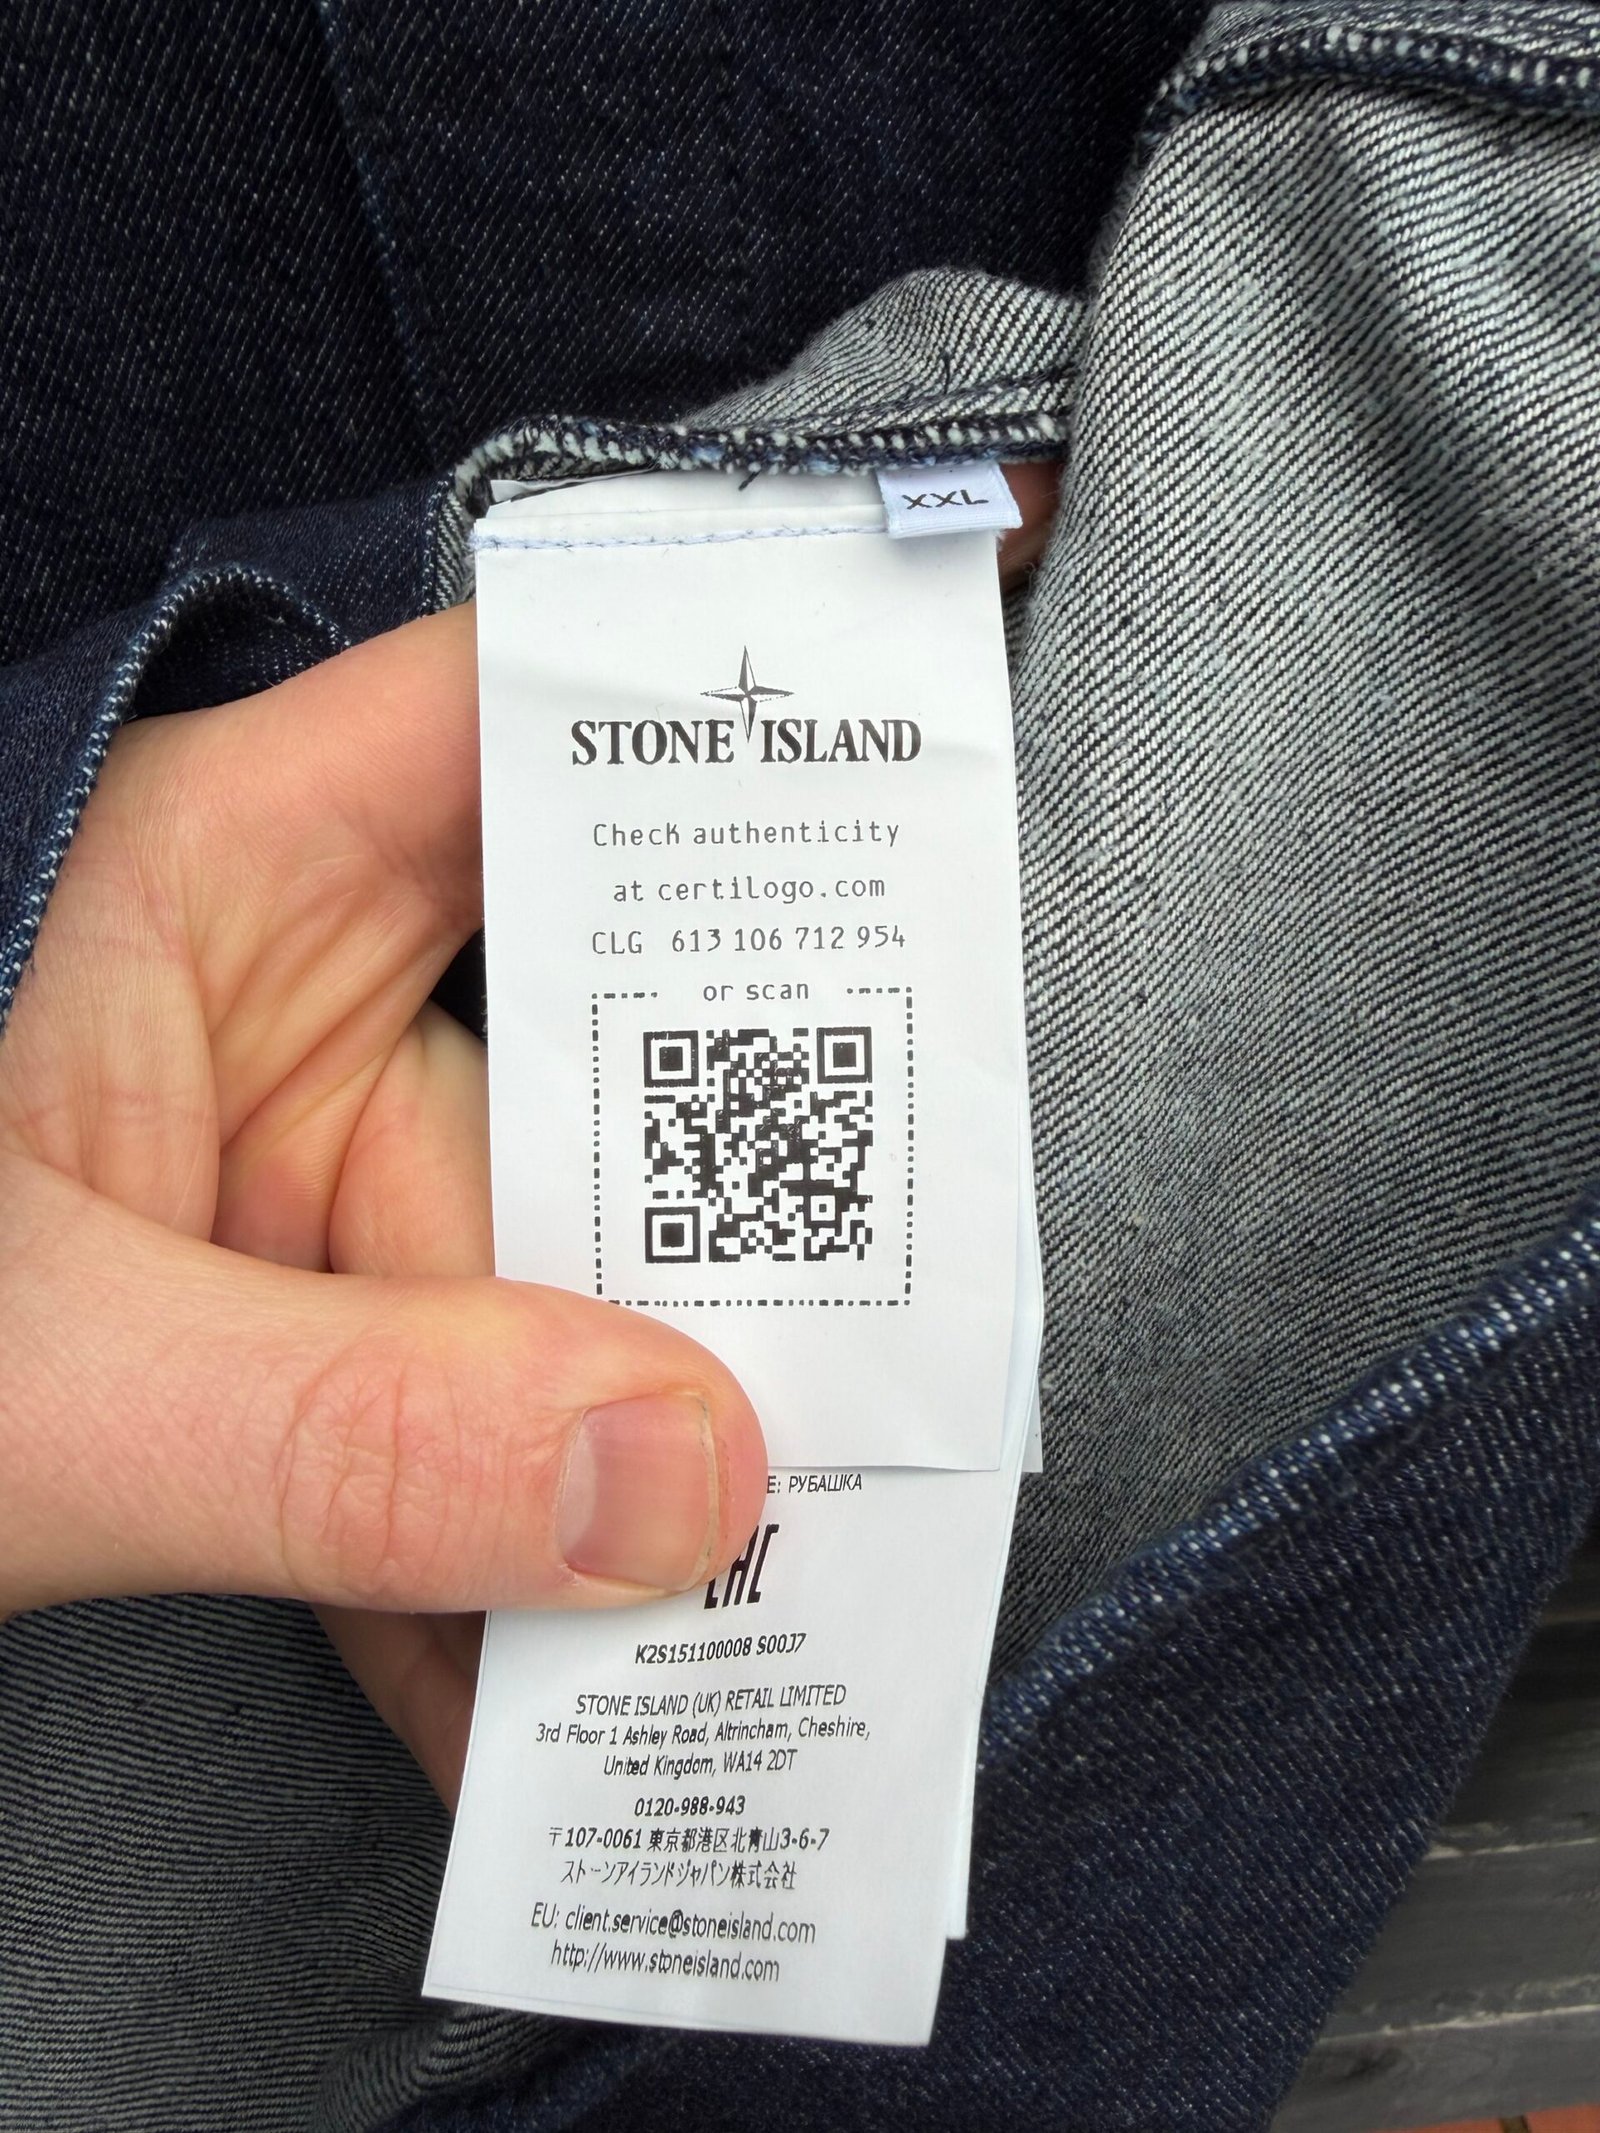 XXL
STONE ISLAND
Check authenticity
at certilogo.com
CLG 613 106 712 954
or scan
РУБАШКА
EAC
K2S151100008 S00J7
STONE ISLAND (UK) RETAIL LIMITED
3rd Floor 1 Ashley Road, Altrincham, Cheshire,
United Kingdom, WA14 2DT
0120-988-943
〒107-0061 東京都港区北青山3-6-7
ストーンアイランドジャパン株式会社
EU: client.service@stoneisland.com
http://www.stoneisland.com